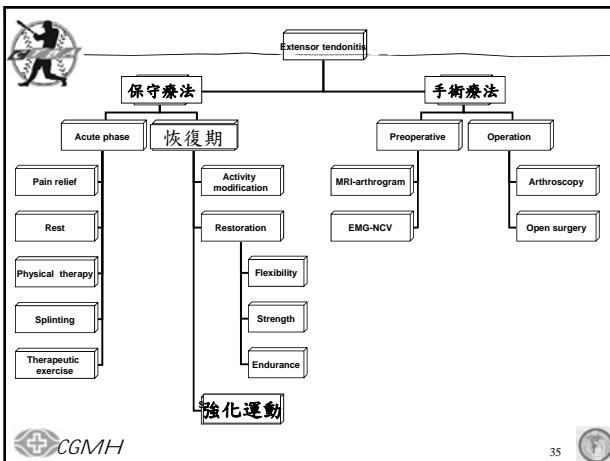 Extensor tendonitis
保守療法
手術療法
Acute phase
恢復期
Preoperative
Operation
Pain relief
Activity
modification
MRI-arthrogram
Arthroscopy
Rest
Restoration
EMG-NCV
Open surgery
Physical therapy
Flexibility
Splinting
Strength
Therapeutic
exercise
Endurance
強化運動
CGMH
35